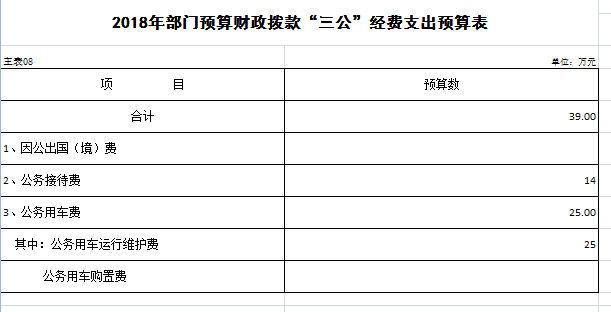 2018年部门预算财政拨款“三公”经费支出预算表
主表08 单位：万元
项 目 预算数
合计 39.00
1、因公出国（境）费
2、公务接待费 14
3、公务用车费 25.00
其中：公务用车运行维护费 25
公务用车购置费